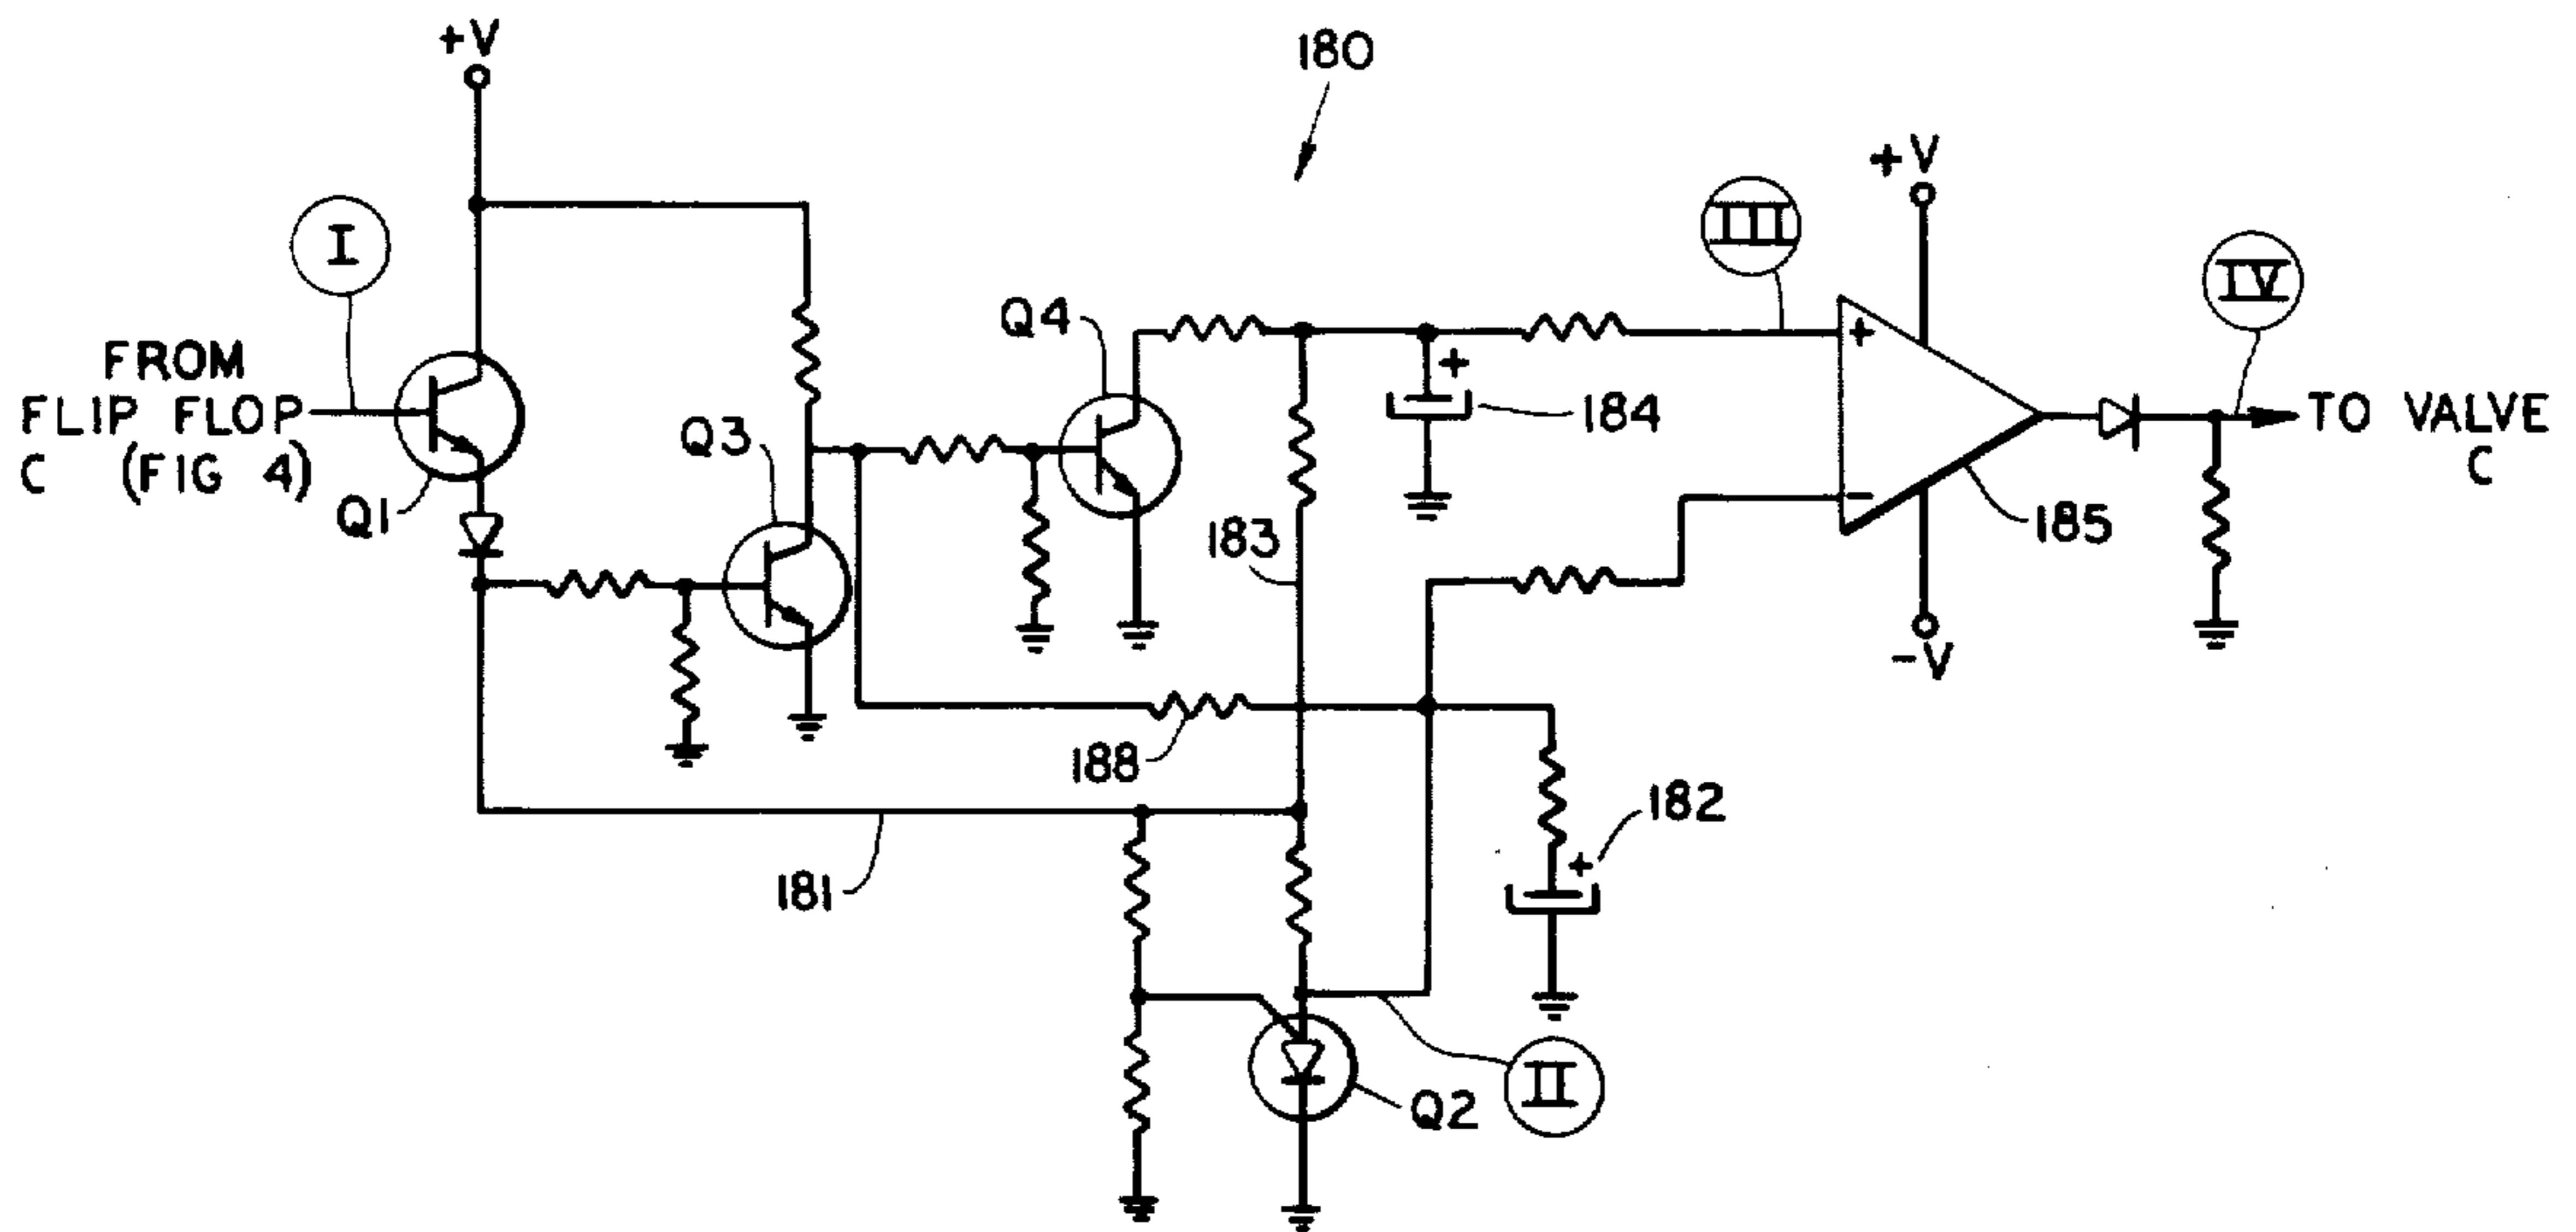 +V
180
+V
I
III
IV
Q4
FROM
FLIP FLOP
C (FIG 4)
+
+
184
TO VALVE
C
Q3
Q1
183
-
185
-V
188
182
+
181
II
Q2